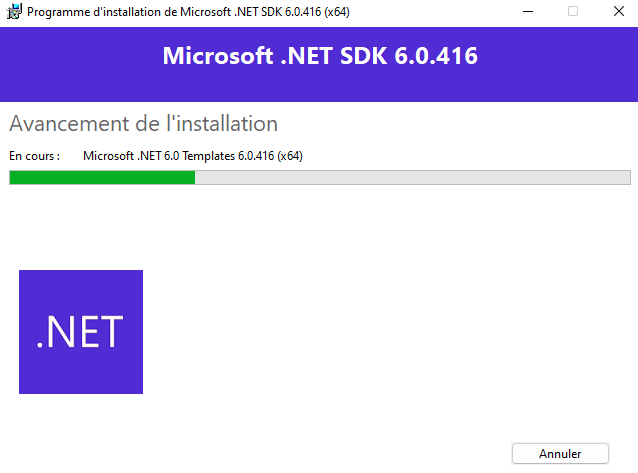 Programme d'installation de Microsoft .NET SDK 6.0.416 (x64)
Microsoft .NET SDK 6.0.416
Avancement de l'installation
En cours : Microsoft .NET 6.0 Templates 6.0.416 (x64)
.NET
Annuler